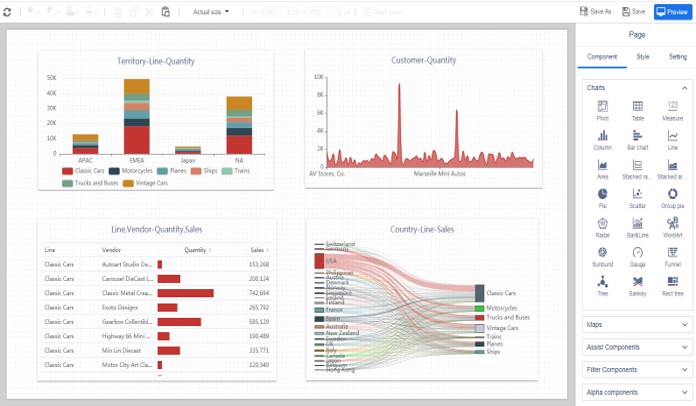 Actual size
Save As
Save
Preview
Territory-Line-Quantity
50K
40K
30K
20K
10K
0
APAC EMEA Japan NA
Classic Cars Motorcycles Planes Ships Trains
Trucks and Buses Vintage Cars
Customer-Quantity
10K
8K
6K
4K
2K
0
AV Stores, Co. Marseille Mini Autos
Line,Vendor-Quantity,Sales
Line Vendor Quantity Sales
Classic Cars Autoart Studio De... 153,268
Classic Cars Carousel DieCast L... 200,124
Classic Cars Classic Metal Crea... 742,694
Classic Cars Exoto Designs 265,792
Classic Cars Gearbox Collectibl... 585,120
Classic Cars Highway 66 Mini ... 190,489
Classic Cars Min Lin Diecast 335,771
Classic Cars Motor City Art Cla... 120,340
Country-Line-Sales
Switzerland
Germany
USA
Philippines
Austria
Denmark
Norway
Singapore
Ireland
Finland
France
Spain
Australia
New Zealand
Sweden
UK
Italy
Canada
Japan
Belgium
Hong Kong
Classic Cars
Motorcycles
Trucks and Buses
Vintage Cars
Trains
Planes
Ships
Page
Component Style Setting
Charts
Pivot Table Measure
Column Bar chart Line
Area Stacked ra... Stacked ar...
Pie Scatter Group pie
Radar Bar&Line WordArt
Sunburst Gauge Funnel
Tree Sankey Rect tree
Maps
Assist Components
Filter Components
Alpha components